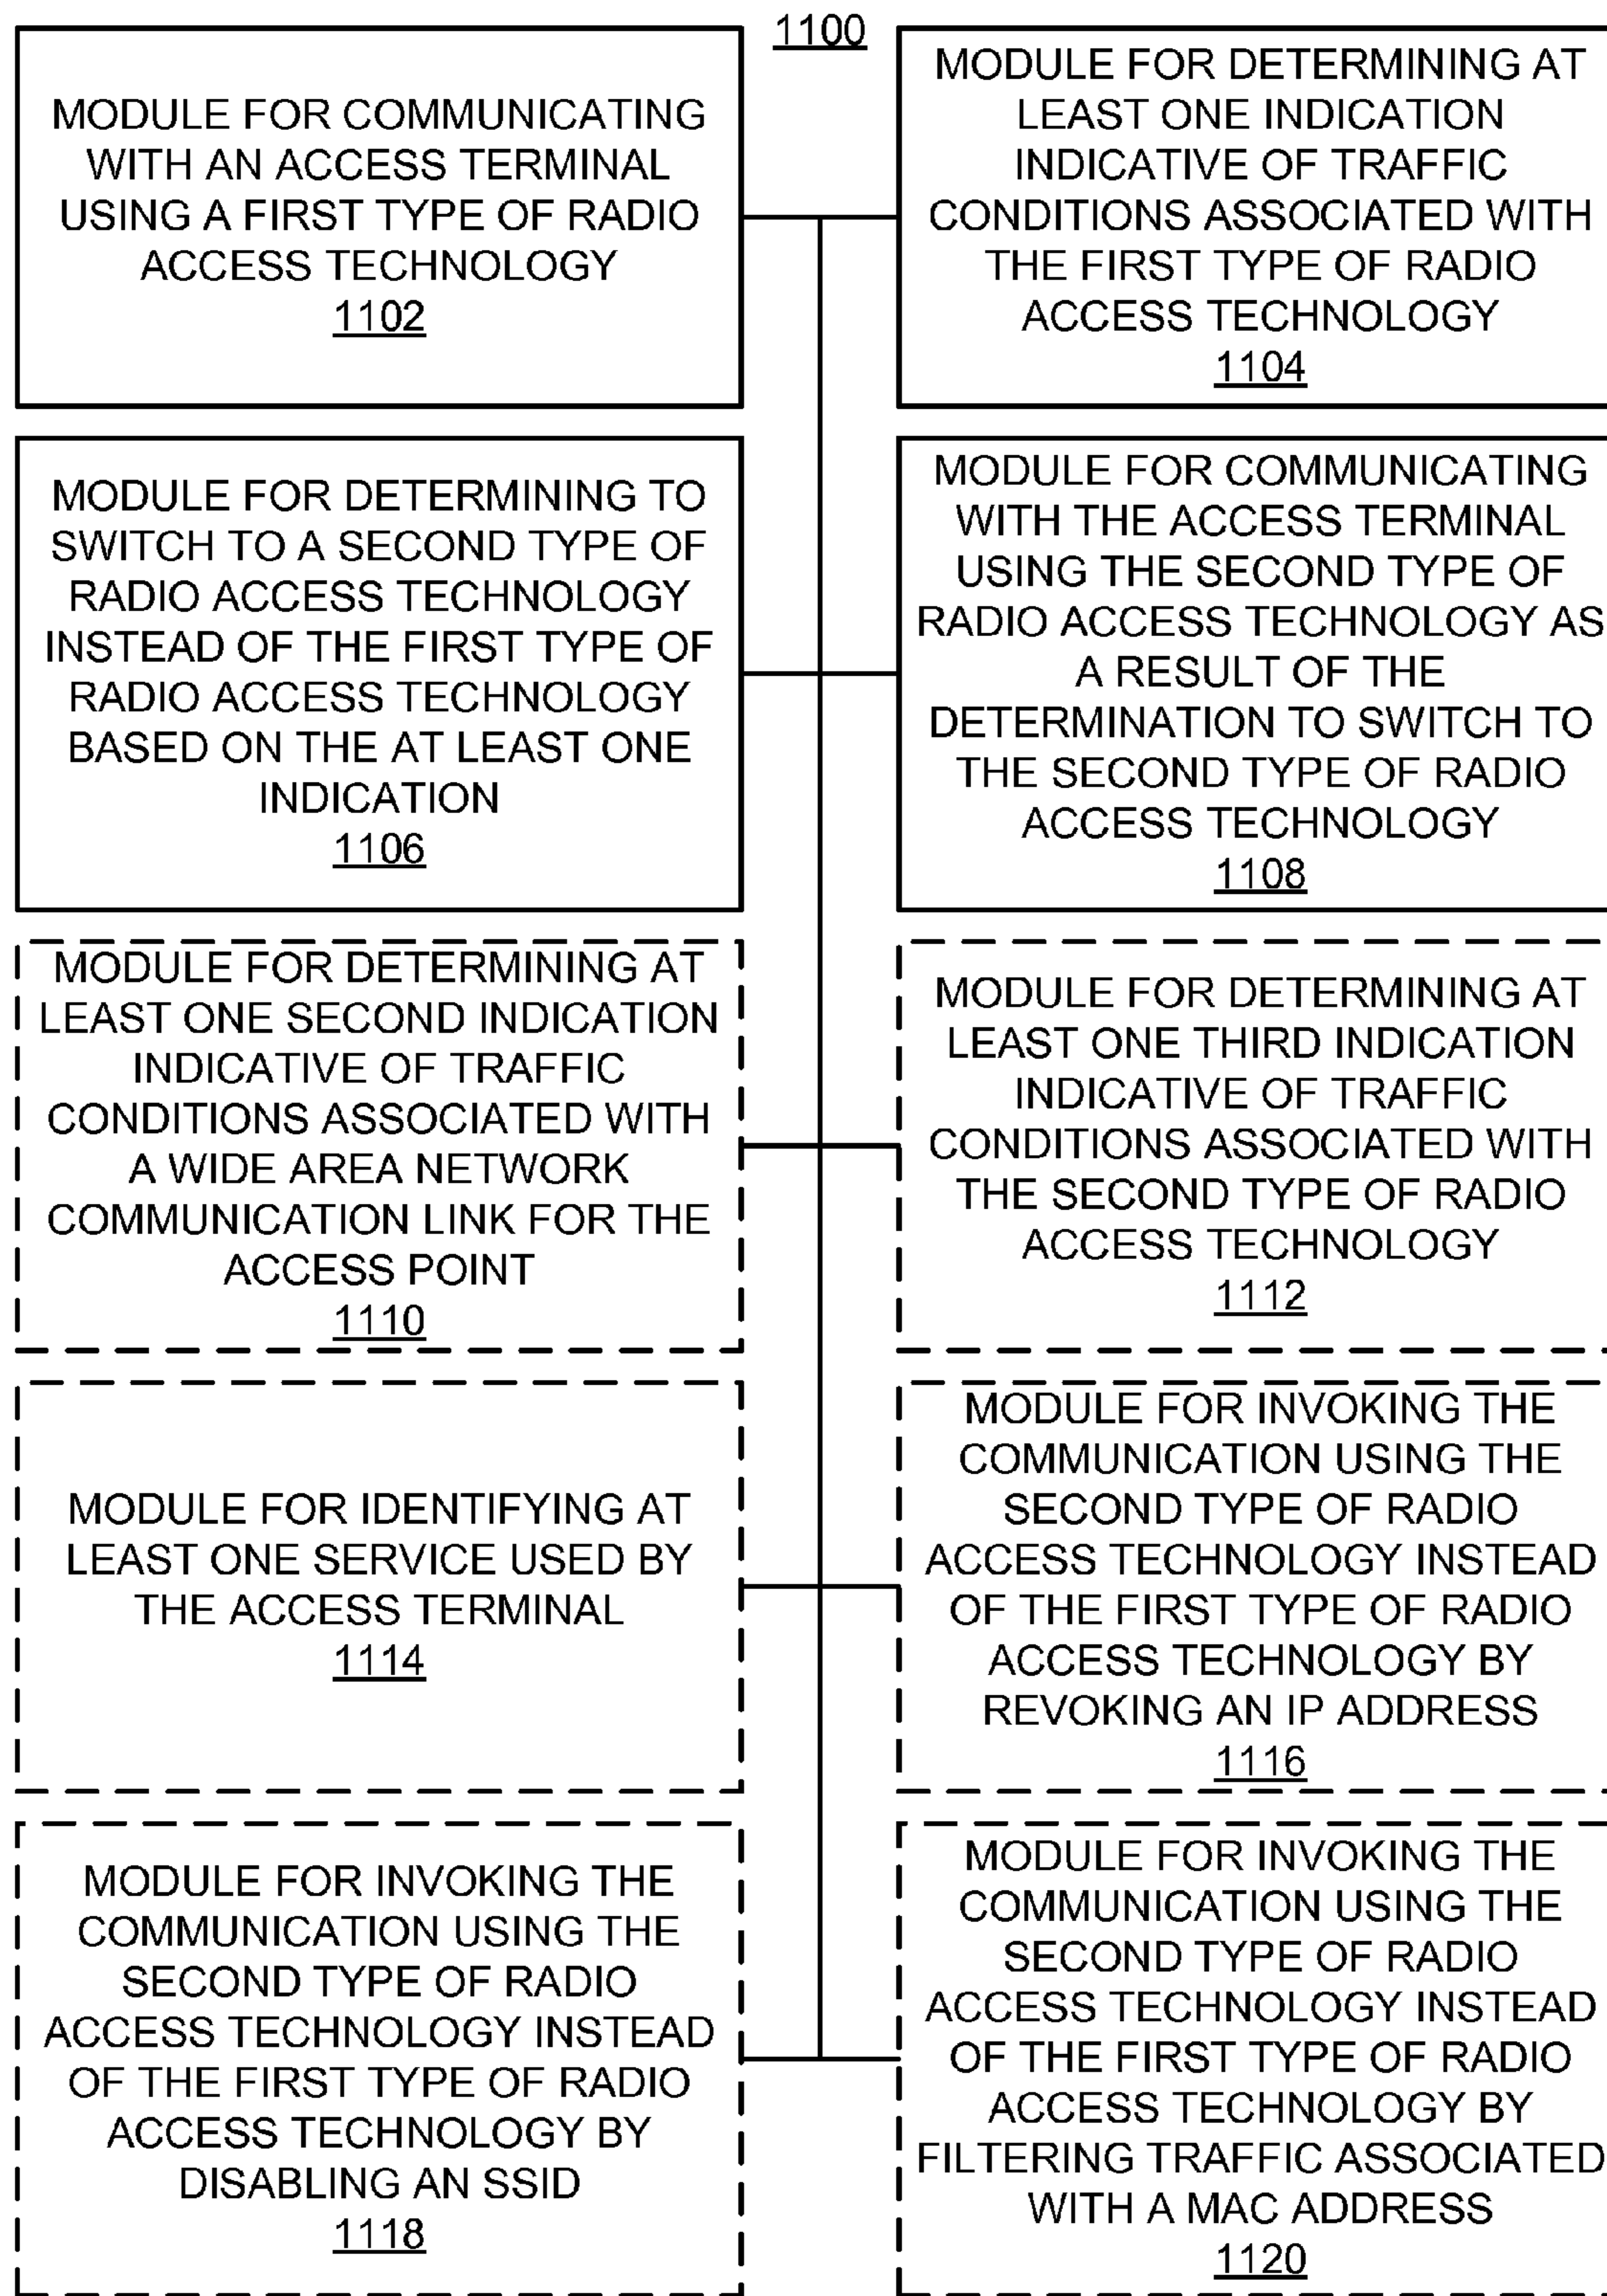 1100
MODULE FOR COMMUNICATING
WITH AN ACCESS TERMINAL
USING A FIRST TYPE OF RADIO
ACCESS TECHNOLOGY
1102
MODULE FOR DETERMINING AT
LEAST ONE INDICATION
INDICATIVE OF TRAFFIC
CONDITIONS ASSOCIATED WITH
THE FIRST TYPE OF RADIO
ACCESS TECHNOLOGY
1104
MODULE FOR DETERMINING TO
SWITCH TO A SECOND TYPE OF
RADIO ACCESS TECHNOLOGY
INSTEAD OF THE FIRST TYPE OF
RADIO ACCESS TECHNOLOGY
BASED ON THE AT LEAST ONE
INDICATION
1106
MODULE FOR COMMUNICATING
WITH THE ACCESS TERMINAL
USING THE SECOND TYPE OF
RADIO ACCESS TECHNOLOGY AS
A RESULT OF THE
DETERMINATION TO SWITCH TO
THE SECOND TYPE OF RADIO
ACCESS TECHNOLOGY
1108
MODULE FOR DETERMINING AT
LEAST ONE SECOND INDICATION
INDICATIVE OF TRAFFIC
CONDITIONS ASSOCIATED WITH
A WIDE AREA NETWORK
COMMUNICATION LINK FOR THE
ACCESS POINT
1110
MODULE FOR DETERMINING AT
LEAST ONE THIRD INDICATION
INDICATIVE OF TRAFFIC
CONDITIONS ASSOCIATED WITH
THE SECOND TYPE OF RADIO
ACCESS TECHNOLOGY
1112
MODULE FOR IDENTIFYING AT
LEAST ONE SERVICE USED BY
THE ACCESS TERMINAL
1114
MODULE FOR INVOKING THE
COMMUNICATION USING THE
SECOND TYPE OF RADIO
ACCESS TECHNOLOGY INSTEAD
OF THE FIRST TYPE OF RADIO
ACCESS TECHNOLOGY BY
REVOKING AN IP ADDRESS
1116
MODULE FOR INVOKING THE
COMMUNICATION USING THE
SECOND TYPE OF RADIO
ACCESS TECHNOLOGY INSTEAD
OF THE FIRST TYPE OF RADIO
ACCESS TECHNOLOGY BY
DISABLING AN SSID
1118
MODULE FOR INVOKING THE
COMMUNICATION USING THE
SECOND TYPE OF RADIO
ACCESS TECHNOLOGY INSTEAD
OF THE FIRST TYPE OF RADIO
ACCESS TECHNOLOGY BY
FILTERING TRAFFIC ASSOCIATED
WITH A MAC ADDRESS
1120